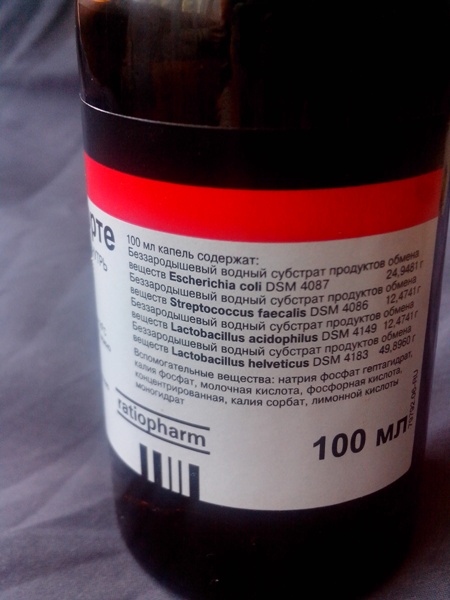 рте
100 мл капель содержат:
Беззародышевый водный субстрат продуктов обмена
веществ Escherichia coli DSM 4087 24,9481 г
Беззародышевый водный субстрат продуктов обмена
веществ Streptococcus faecalis DSM 4086 12,4741 г
Беззародышевый водный субстрат продуктов обмена
веществ Lactobacillus acidophilus DSM 4149 12,4741 г
Беззародышевый водный субстрат продуктов обмена
веществ Lactobacillus helveticus DSM 4183 49,8960 г
Вспомогательные вещества: натрия фосфат гептагидрат,
калия фосфат, молочная кислота, фосфорная кислота,
концентрированная, калия сорбат, лимонной кислоты
моногидрат
ratiopharm
100 мл